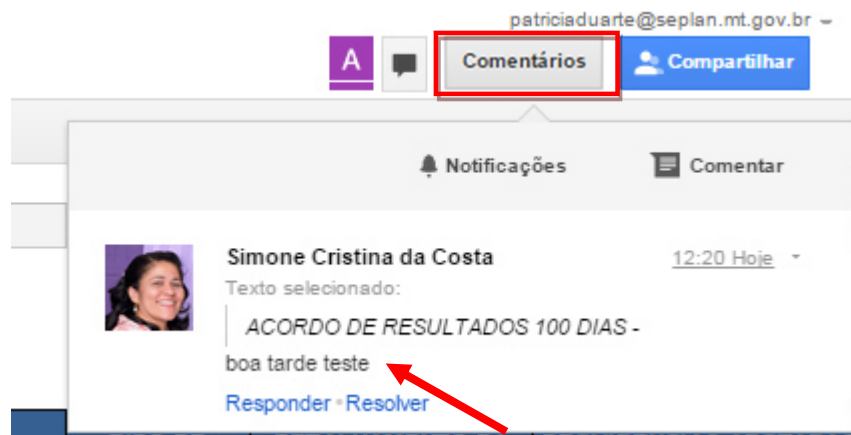 patriciaduarte@seplan.mt.gov.br
A Comentários Compartilhar
Notificações Comentar
Simone Cristina da Costa 12:20 Hoje
Texto selecionado:
ACORDO DE RESULTADOS 100 DIAS -
boa tarde teste
Responder Resolver